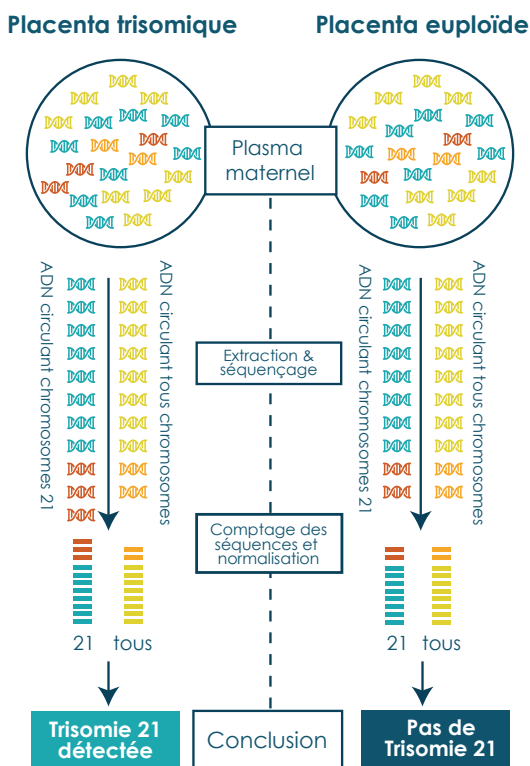 Placenta trisomique
Placenta euploïde
Plasma
maternel
ADN circulant chromosomes 21
ADN circulant tous chromosomes
ADN circulant chromosomes 21
ADN circulant tous chromosomes
Extraction &
séquençage
Comptage des
séquences et
normalisation
21 tous
21 tous
Trisomie 21
détectée
Conclusion
Pas de
Trisomie 21